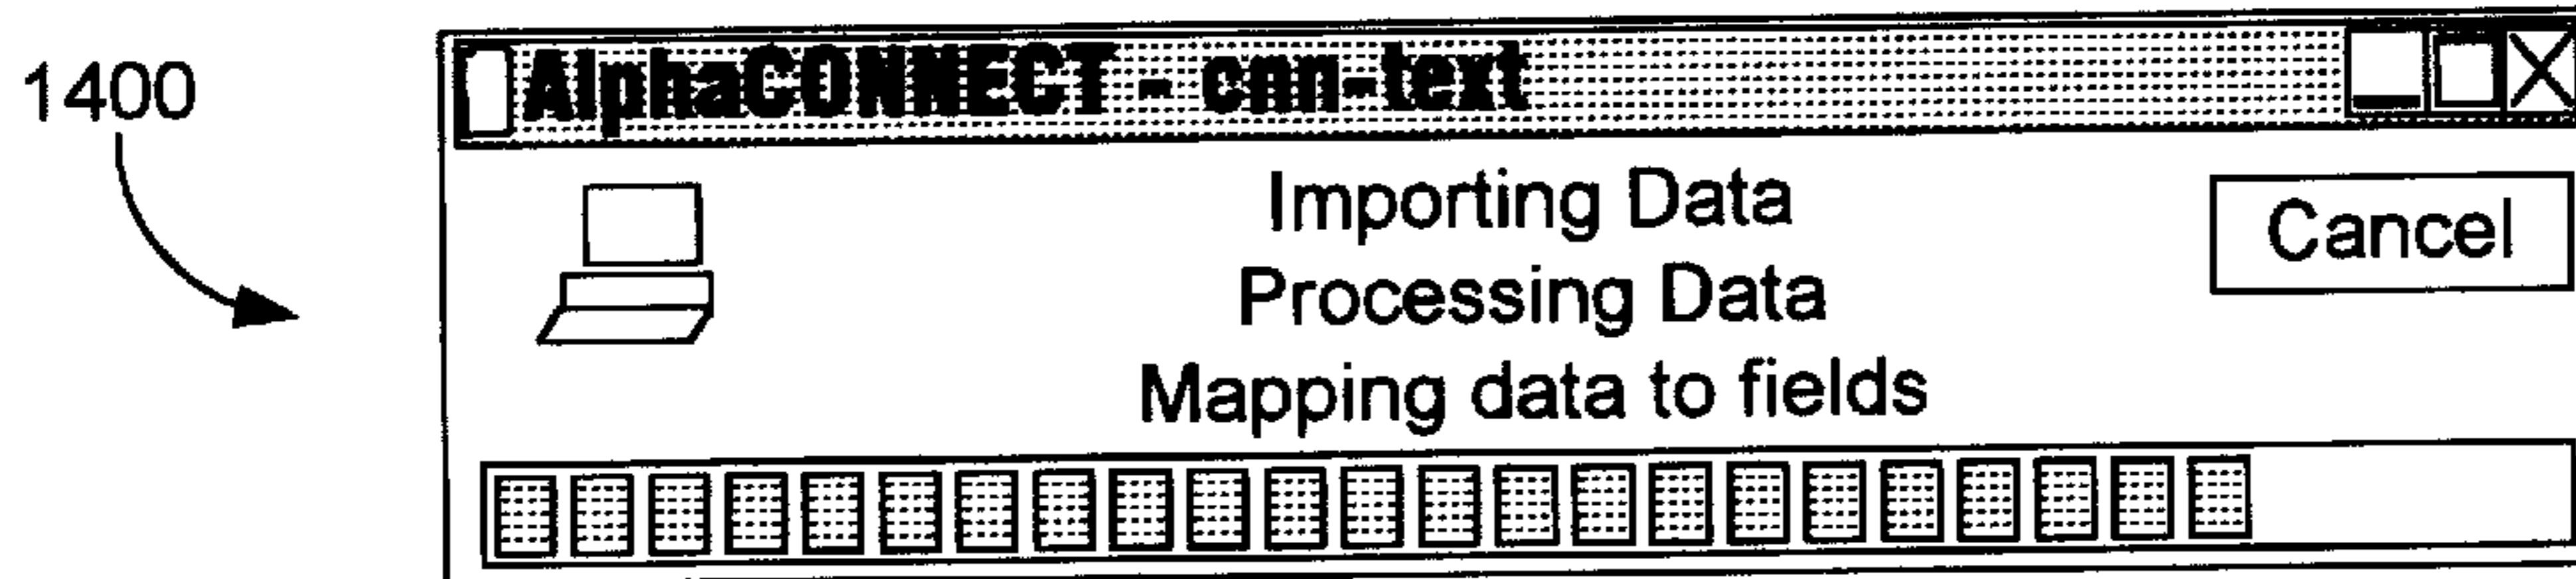 1400
AlphaCONNECT - cnn-text
Importing Data
Cancel
Processing Data
Mapping data to fields